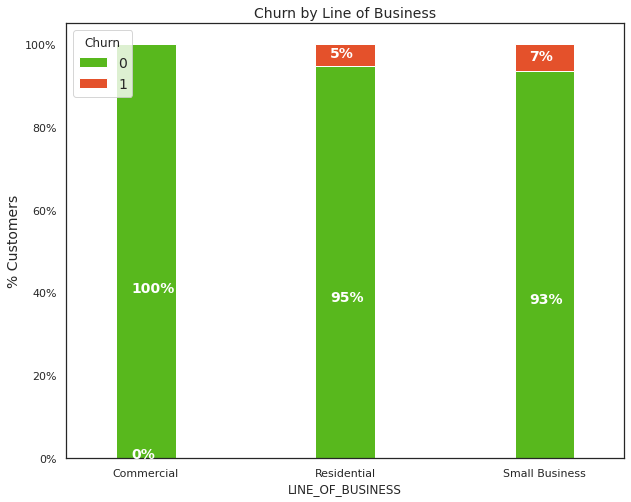 Churn by Line of Business
Churn
0
1
100%
80%
60%
40%
20%
0%
% Customers
5%
7%
100%
95%
93%
0%
Commercial
Residential
Small Business
LINE_OF_BUSINESS